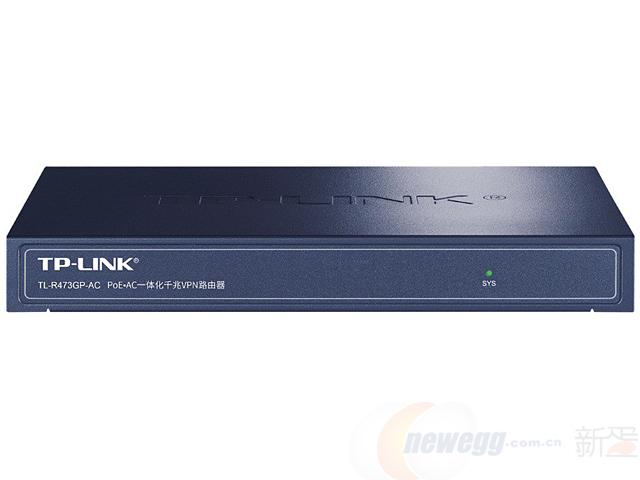 TP-LINK®
TP-LINK®
TL-R473GP-AC PoE•AC一体化千兆VPN路由器
SYS
newegg.com.cn 新蛋